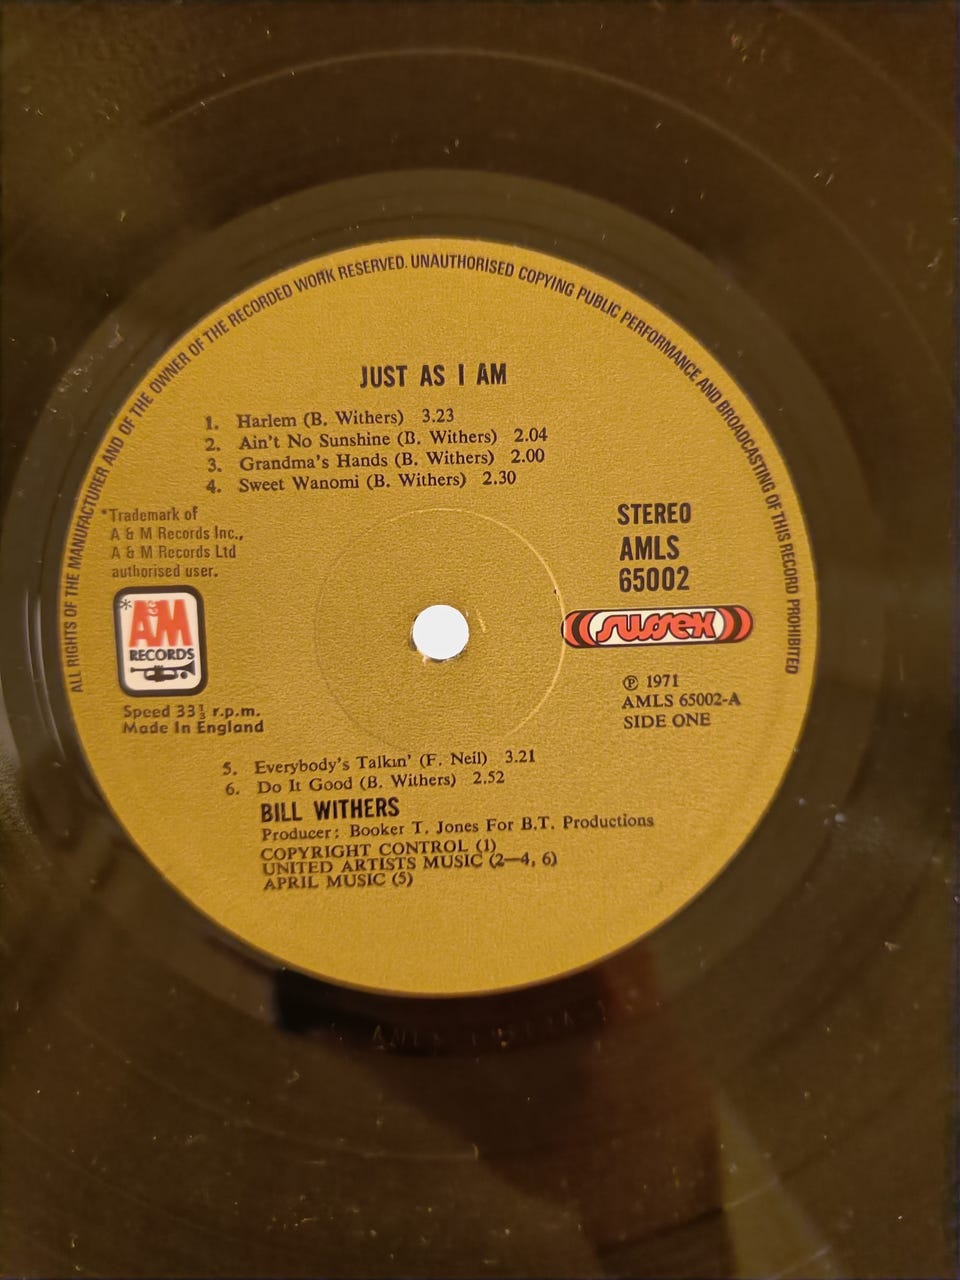 ALL RIGHTS OF THE MANUFACTURER AND OF THE OWNER OF THE RECORDED WORK RESERVED. UNAUTHORISED COPYING PUBLIC PERFORMANCE AND BROADCASTING OF THIS RECORD PROHIBITED
JUST AS I AM
1. Harlem (B. Withers) 3.23
2. Ain't No Sunshine (B. Withers) 2.04
3. Grandma's Hands (B. Withers) 2.00
4. Sweet Wanomi (B. Withers) 2.30
*Trademark of
A & M Records Inc.,
A & M Records Ltd
authorised user.
*A&M
RECORDS
Speed 33⅓ r.p.m.
Made In England
STEREO
AMLS
65002
sussex
℗ 1971
AMLS 65002-A
SIDE ONE
5. Everybody's Talkin' (F. Neil) 3.21
6. Do It Good (B. Withers) 2.52
BILL WITHERS
Producer: Booker T. Jones For B.T. Productions
COPYRIGHT CONTROL (1)
UNITED ARTISTS MUSIC (2—4, 6)
APRIL MUSIC (5)